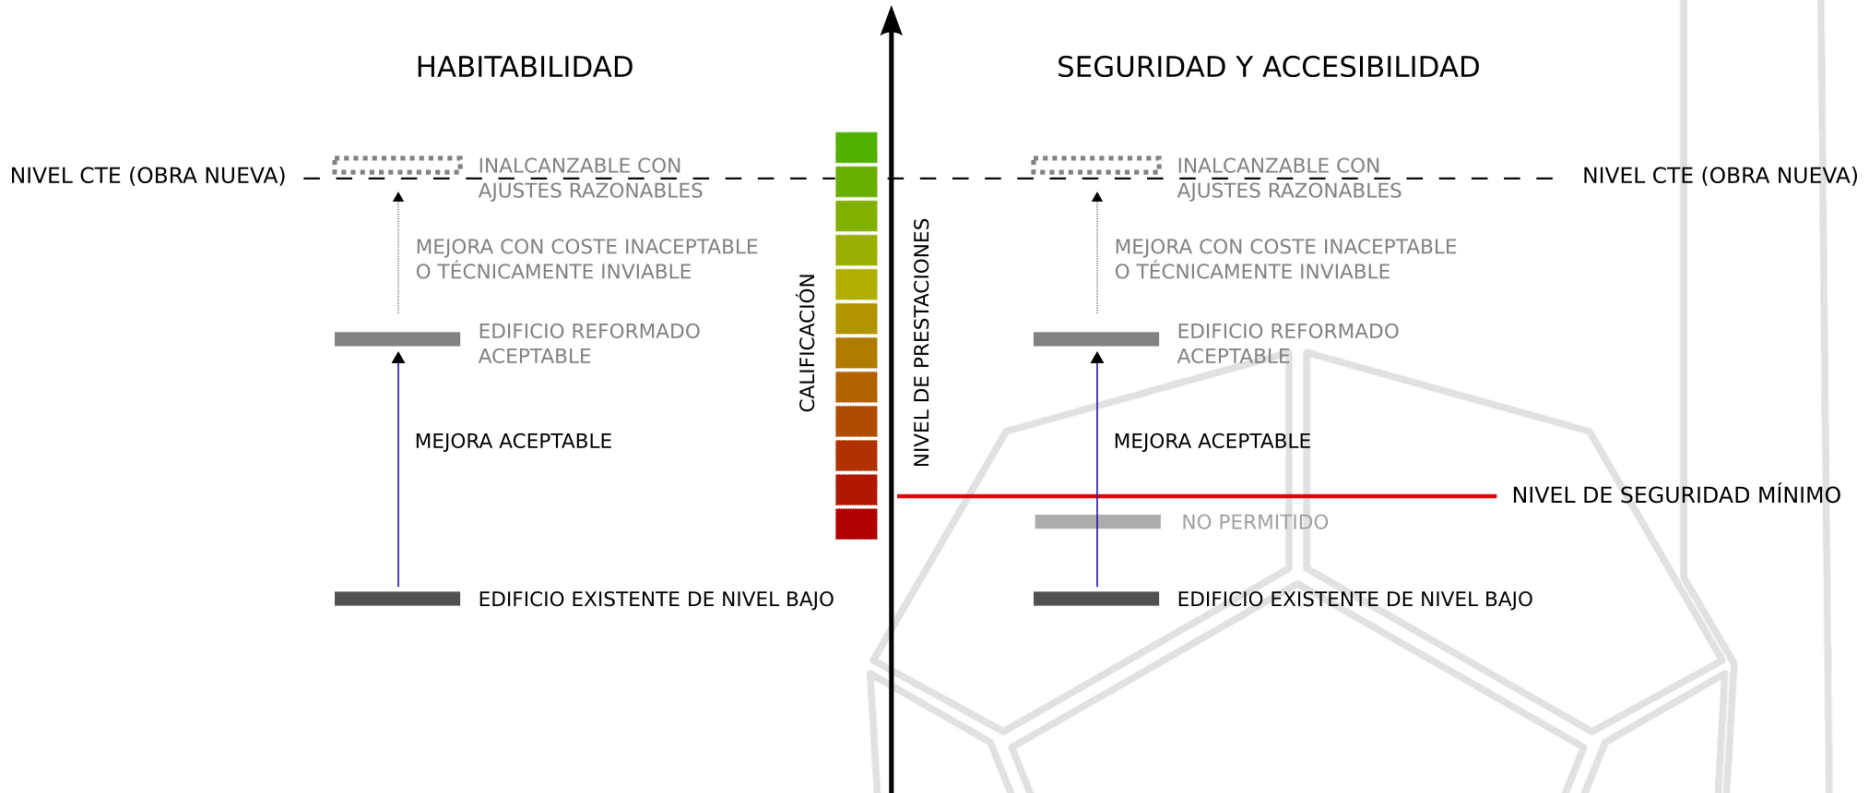 HABITABILIDAD
SEGURIDAD Y ACCESIBILIDAD
NIVEL CTE (OBRA NUEVA)
INALCANZABLE CON
AJUSTES RAZONABLES
MEJORA CON COSTE INACEPTABLE
O TÉCNICAMENTE INVIABLE
EDIFICIO REFORMADO
ACEPTABLE
MEJORA ACEPTABLE
EDIFICIO EXISTENTE DE NIVEL BAJO
CALIFICACIÓN
NIVEL DE PRESTACIONES
INALCANZABLE CON
AJUSTES RAZONABLES
NIVEL CTE (OBRA NUEVA)
MEJORA CON COSTE INACEPTABLE
O TÉCNICAMENTE INVIABLE
EDIFICIO REFORMADO
ACEPTABLE
MEJORA ACEPTABLE
NIVEL DE SEGURIDAD MÍNIMO
NO PERMITIDO
EDIFICIO EXISTENTE DE NIVEL BAJO